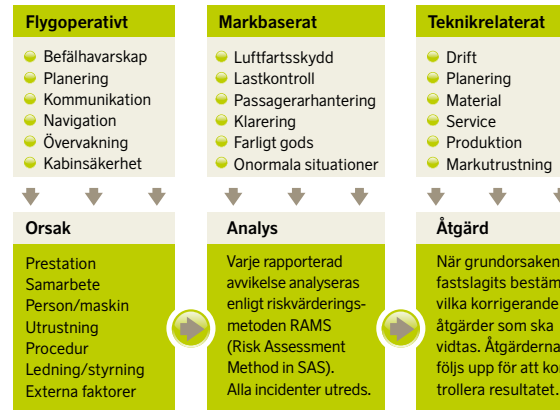 Flygoperativt
Befälhavarskap
Planering
Kommunikation
Navigation
Övervakning
Kabinsäkerhet
Markbaserat
Luftfartsskydd
Lastkontroll
Passagerarhantering
Klarering
Farligt gods
Onormala situationer
Teknikrelaterat
Drift
Planering
Material
Service
Produktion
Markutrustning
Orsak
Prestation
Samarbete
Person/maskin
Utrustning
Procedur
Ledning/styrning
Externa faktorer
Analys
Varje rapporterad
avvikelse analyseras
enligt riskvärderings-
metoden RAMS
(Risk Assessment
Method in SAS).
Alla incidenter utreds.
Åtgärd
När grundorsaken
fastslagits bestäm
vilka korrigerande
åtgärder som ska
vidtas. Åtgärderna
följs upp för att kon
trollera resultatet.